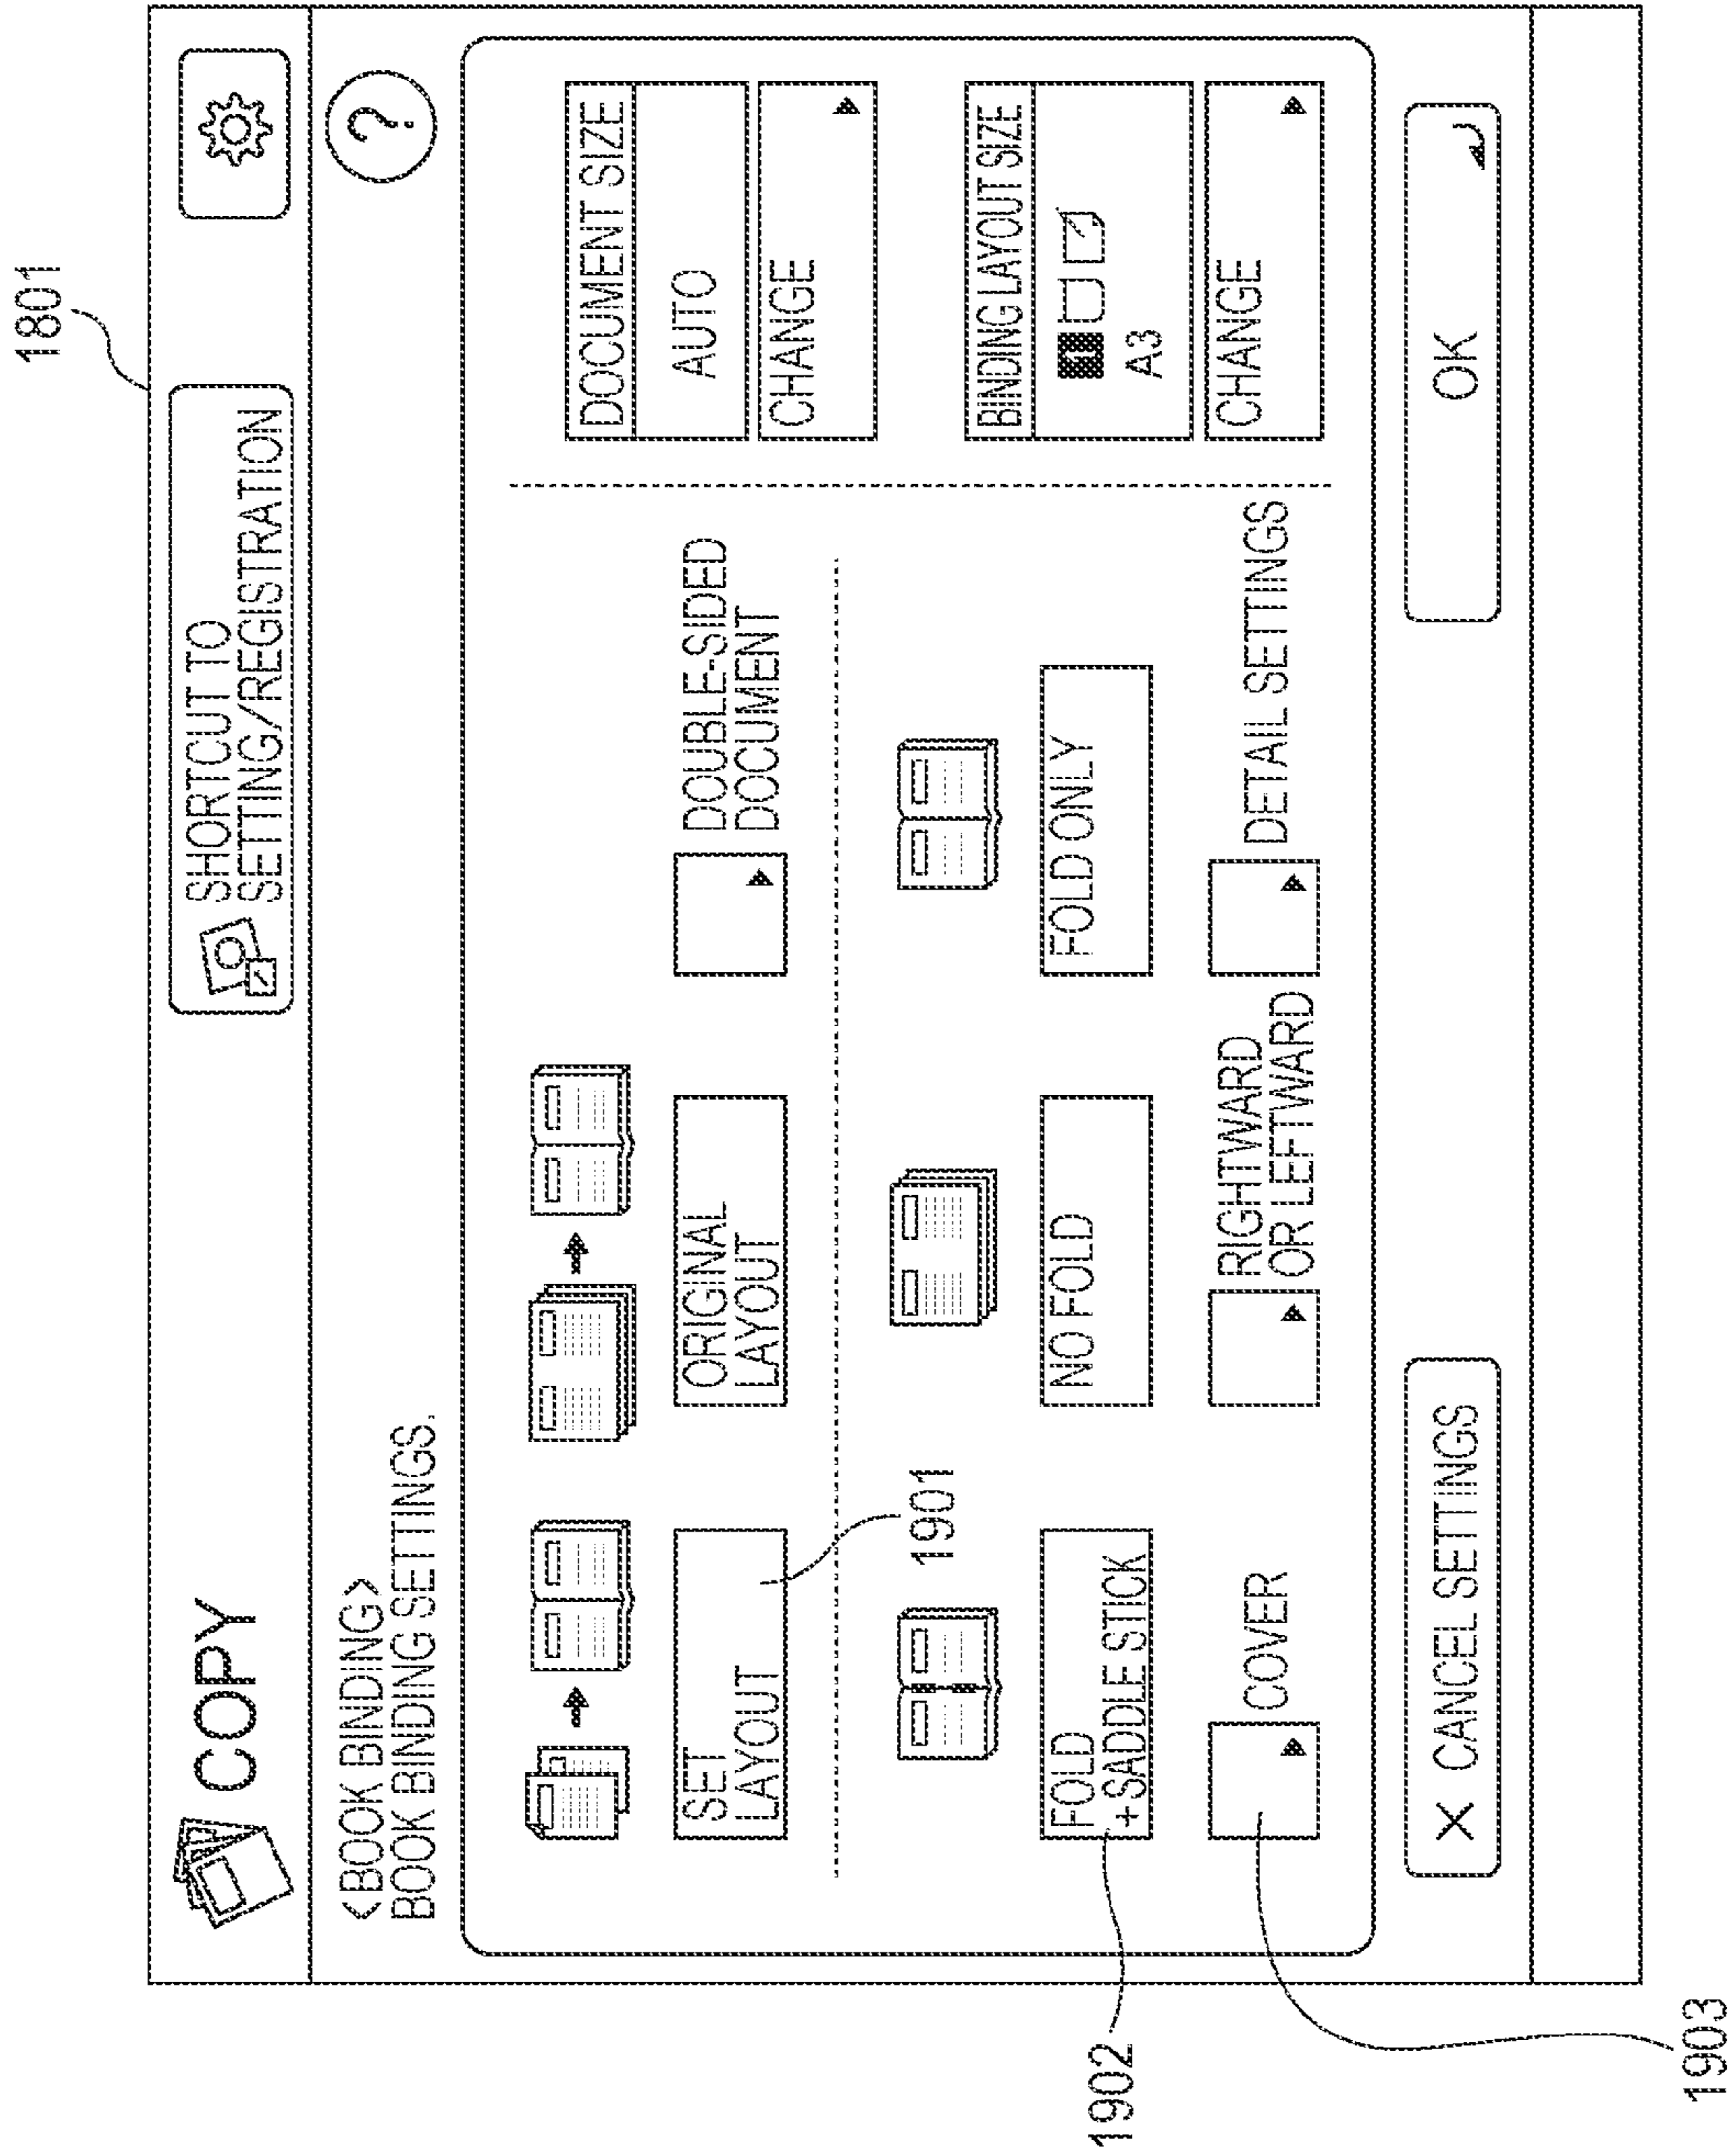 1801
COPY
SHORTCUT TO
SETTING/REGISTRATION
<BOOK BINDING>
BOOK BINDING SETTINGS.
?
SET
LAYOUT
ORIGINAL
LAYOUT
DOUBLE-SIDED
DOCUMENT
DOCUMENT SIZE
AUTO
CHANGE
1901
FOLD
+SADDLE STICK
NO FOLD
FOLD ONLY
BINDING LAYOUT SIZE
A3
CHANGE
1902
COVER
RIGHTWARD
OR LEFTWARD
DETAIL SETTINGS
1903
X CANCEL SETTINGS
OK